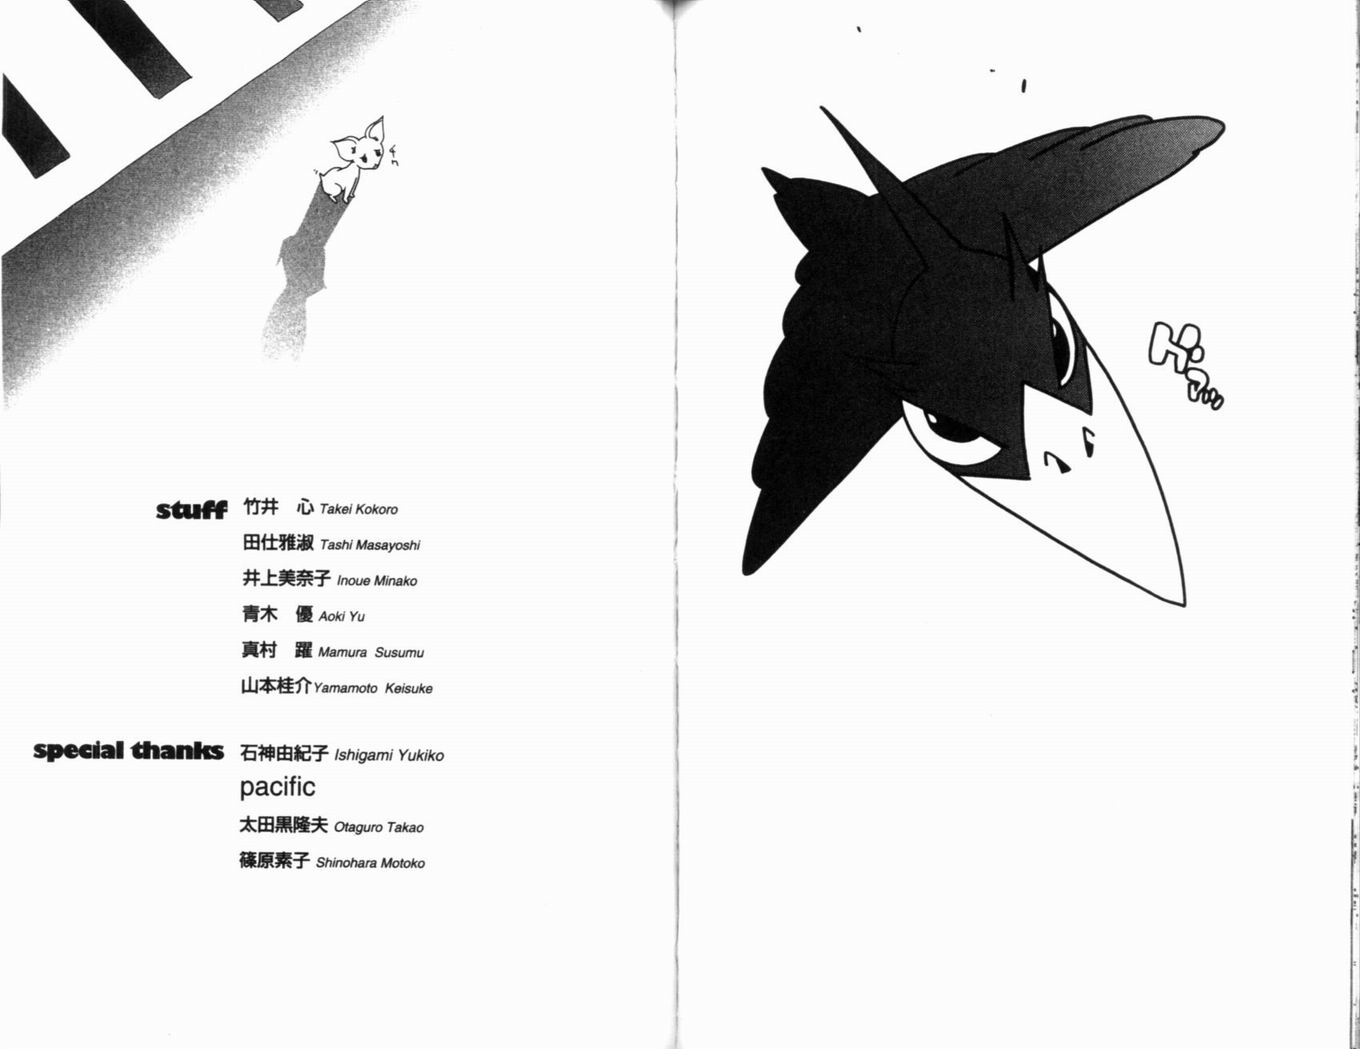 stuff 竹井　心 Takei Kokoro
田仕雅淑 Tashi Masayoshi
井上美奈子 Inoue Minako
青木　優 Aoki Yu
真村　躍 Mamura Susumu
山本桂介 Yamamoto Keisuke
special thanks 石神由紀子 Ishigami Yukiko
pacific
太田黒隆夫 Otaguro Takao
篠原素子 Shinohara Motoko